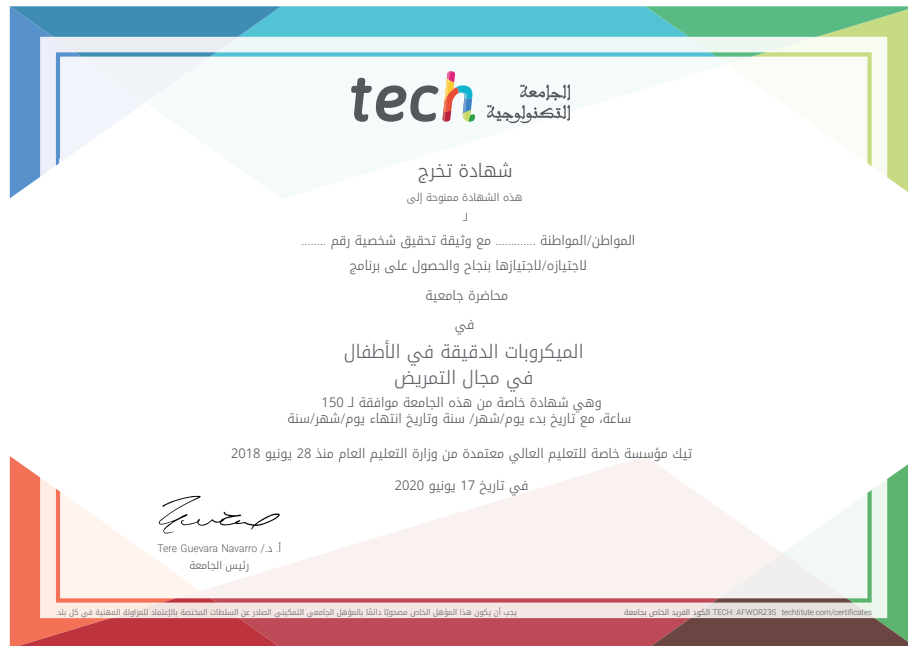 tech
الجامعة
التكنولوجية
شهادة تخرج
هذه الشهادة ممنوحة إلى
لـ
المواطن/المواطنة ............ مع وثيقة تحقيق شخصية رقم ........
لاجتيازه/لاجتيازها بنجاح والحصول على برنامج
محاضرة جامعية
في
الميكروبات الدقيقة في الأطفال
في مجال التمريض
وهي شهادة خاصة من هذه الجامعة موافقة لـ 150
ساعة، مع تاريخ بدء يوم/شهر/ سنة وتاريخ انتهاء يوم/شهر/سنة
تيك مؤسسة خاصة للتعليم العالي معتمدة من وزارة التعليم العام منذ 28 يونيو 2018
في تاريخ 17 يونيو 2020
أ. د./ Tere Guevara Navarro
رئيس الجامعة
يجب أن يكون هذا المؤهل الخاص مصحوبًا دائمًا بالمؤهل الجامعي التمكيني الصادر عن السلطات المختصة بالإعتماد للمزاولة المهنية في كل بلد.
الكود الفريد الخاص بجامعة TECH: AFWOR23S techtitute.com/certificates